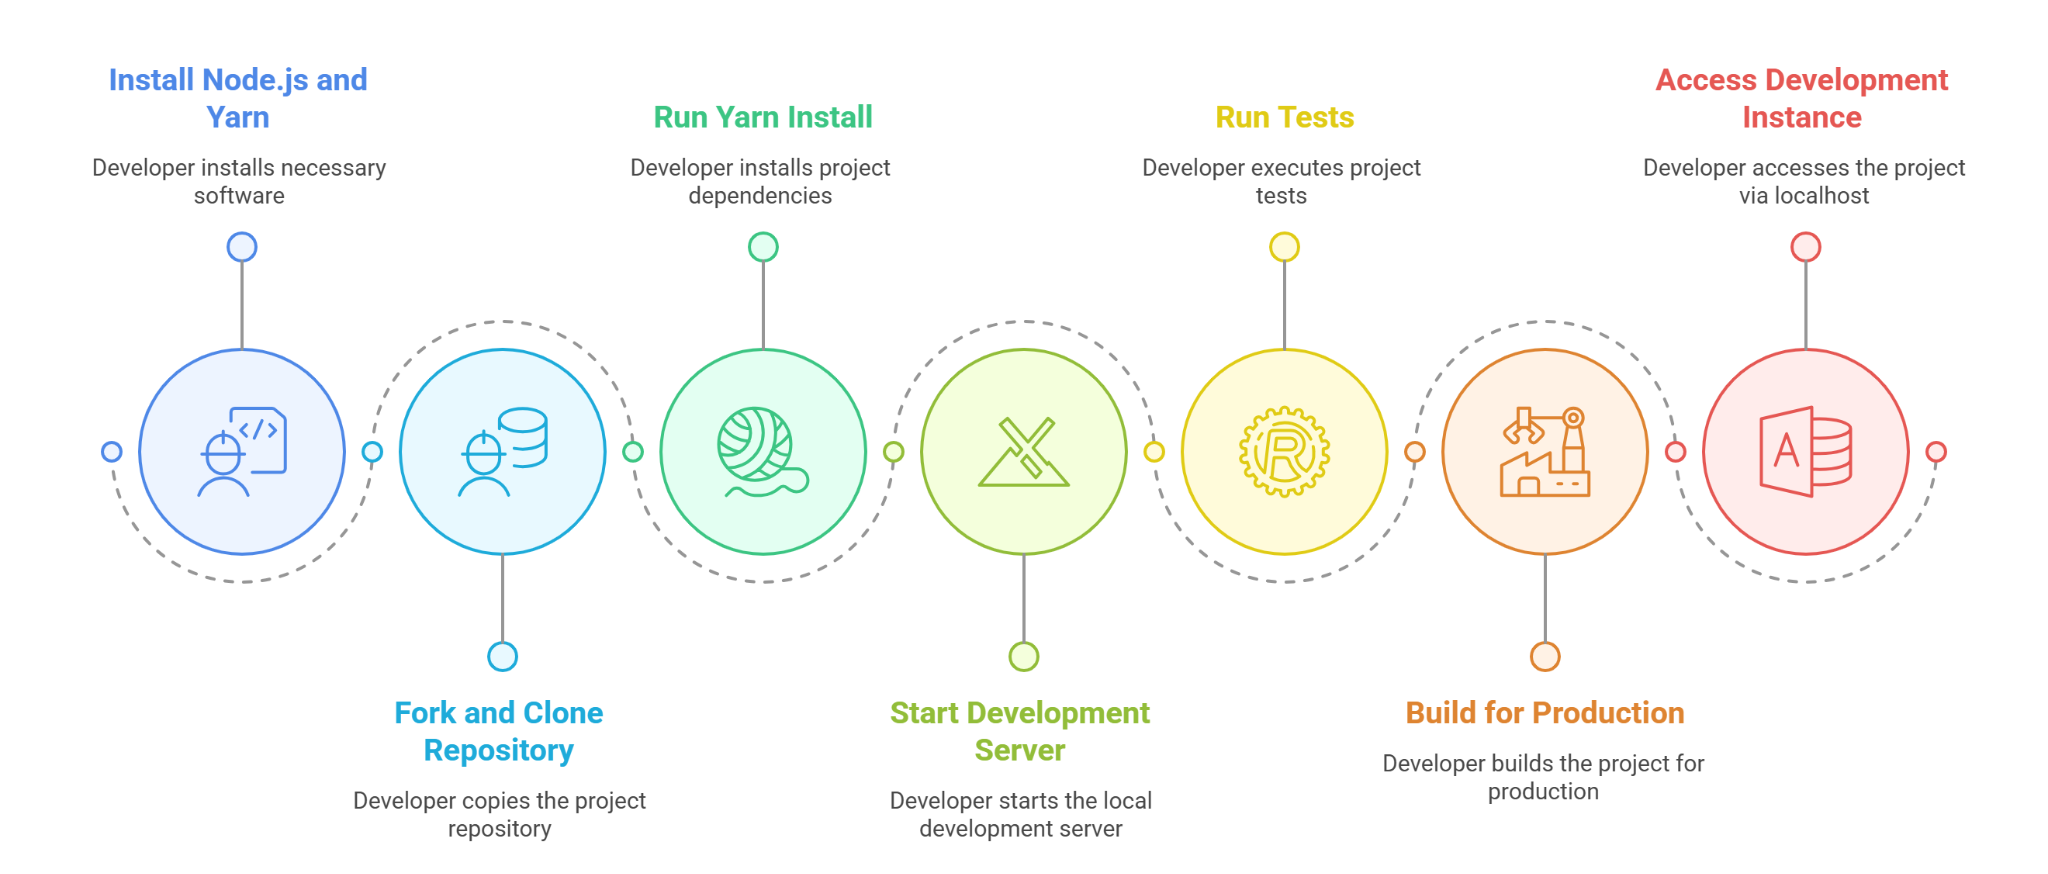 Install Node.js and
Yarn
Developer installs necessary
software
Fork and Clone
Repository
Developer copies the project
repository
Run Yarn Install
Developer installs project
dependencies
Start Development
Server
Developer starts the local
development server
Run Tests
Developer executes project
tests
R
Build for Production
Developer builds the project for
production
Access Development
Instance
Developer accesses the project
via localhost
A